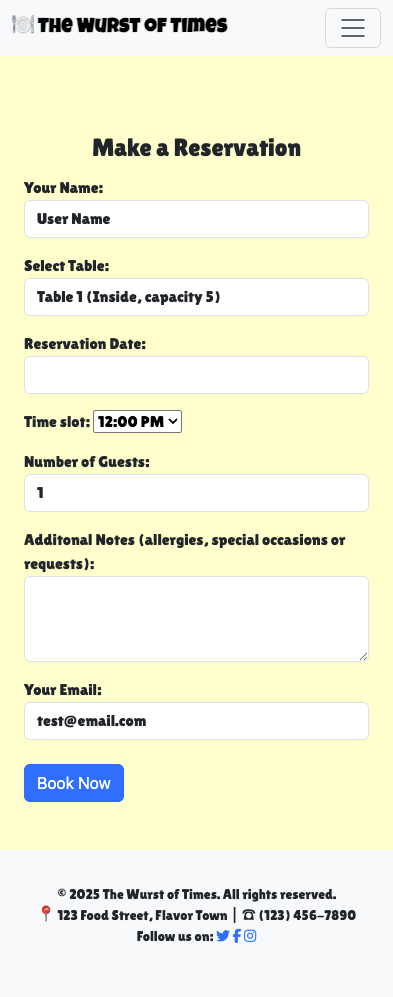 🍽️ The Wurst of Times
Make a Reservation
Your Name:
User Name
Select Table:
Table 1 (Inside, capacity 5)
Reservation Date:
Time slot: 12:00 PM
Number of Guests:
1
Additonal Notes (allergies, special occasions or
requests):
Your Email:
test@email.com
Book Now
© 2025 The Wurst of Times. All rights reserved.
📍 123 Food Street, Flavor Town | ☎ (123) 456-7890
Follow us on: